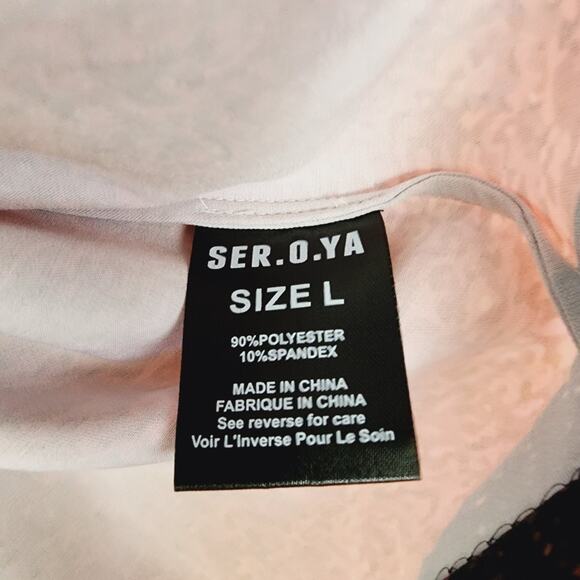 SER.O.YA
SIZE L
90%POLYESTER
10%SPANDEX
MADE IN CHINA
FABRIQUE IN CHINA
See reverse for care
Voir L'Inverse Pour Le Soin